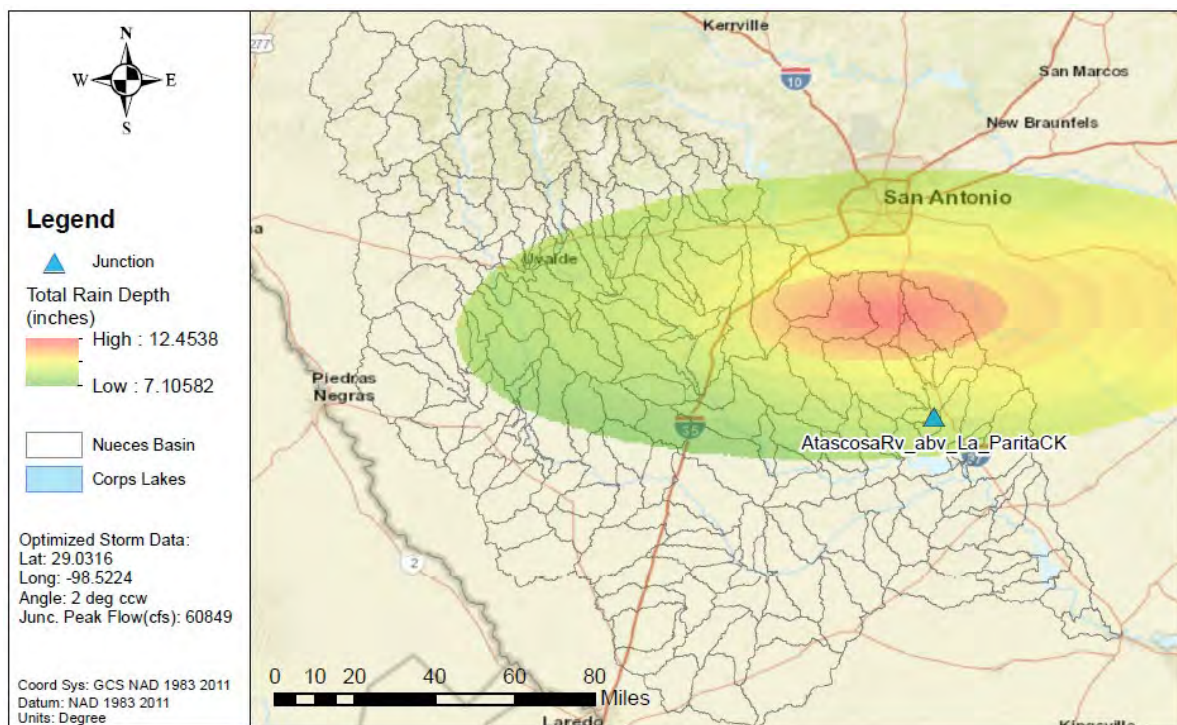 N
W
E
S
Legend
Junction
Total Rain Depth
(inches)
High : 12.4538
Low : 7.10582
Nueces Basin
Corps Lakes
Optimized Storm Data:
Lat: 29.0316
Long: -98.5224
Angle: 2 deg ccw
Junc. Peak Flow(cfs): 60849
Coord Sys: GCS NAD 1983 2011
Datum: NAD 1983 2011
Units: Degree
277
Kerrville
10
San Marcos
New Braunfels
San Antonio
Uvalde
Piedras
Negras
35
AtascosaRv_abv_La_ParitaCK
37
2
0 10 20 40 60 80
Miles
Laredo